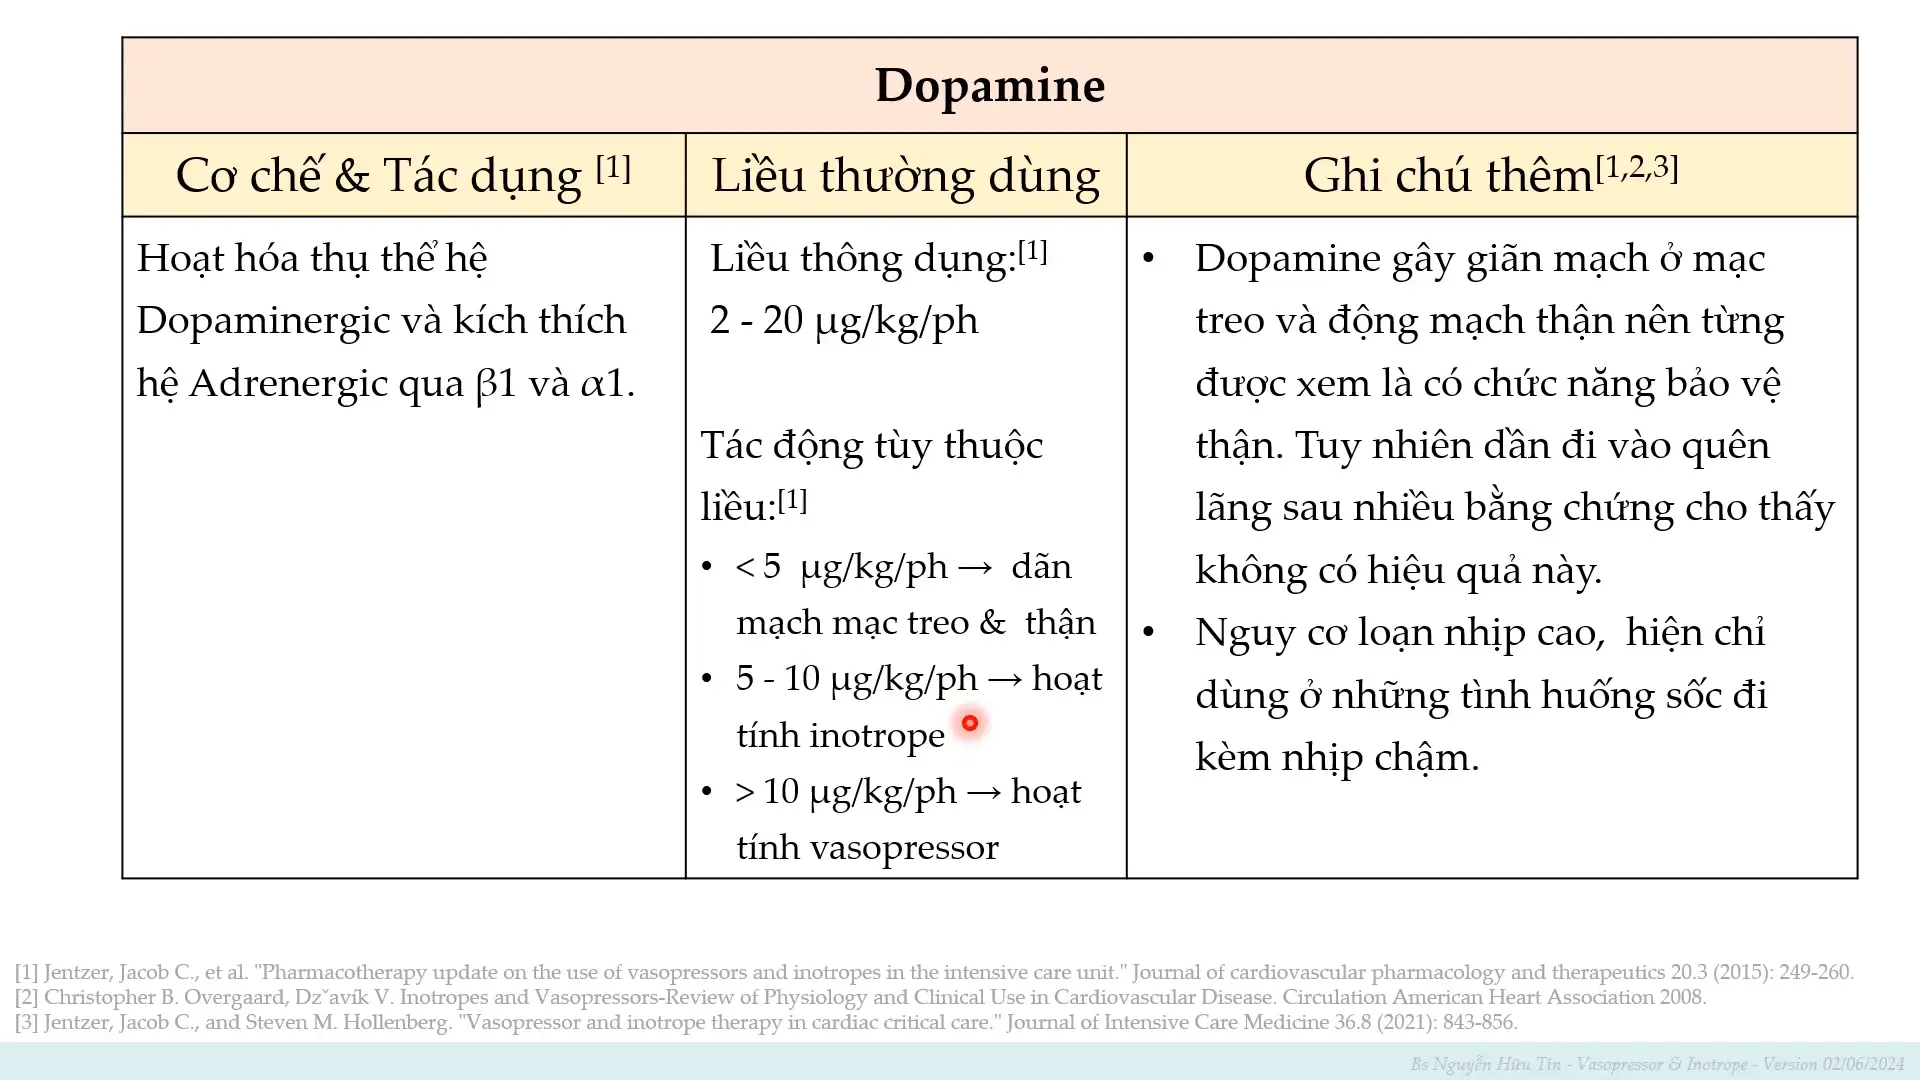 Dopamine
Cơ chế & Tác dụng [1]
Liều thường dùng
Ghi chú thêm[1,2,3]
Hoạt hóa thụ thể hệ
Dopaminergic và kích thích
hệ Adrenergic qua β1 và α1.
Liều thông dụng:[1]
2 - 20 µg/kg/ph
Tác động tùy thuộc
liều:[1]
• < 5 µg/kg/ph → dãn
mạch mạc treo & thận
• 5 - 10 µg/kg/ph → hoạt
tính inotrope
• > 10 µg/kg/ph → hoạt
tính vasopressor
• Dopamine gây giãn mạch ở mạc
treo và động mạch thận nên từng
được xem là có chức năng bảo vệ
thận. Tuy nhiên dần đi vào quên
lãng sau nhiều bằng chứng cho thấy
không có hiệu quả này.
• Nguy cơ loạn nhịp cao, hiện chỉ
dùng ở những tình huống sốc đi
kèm nhịp chậm.
[1] Jentzer, Jacob C., et al. "Pharmacotherapy update on the use of vasopressors and inotropes in the intensive care unit." Journal of cardiovascular pharmacology and therapeutics 20.3 (2015): 249-260.
[2] Christopher B. Overgaard, Dzˇavík V. Inotropes and Vasopressors-Review of Physiology and Clinical Use in Cardiovascular Disease. Circulation American Heart Association 2008.
[3] Jentzer, Jacob C., and Steven M. Hollenberg. "Vasopressor and inotrope therapy in cardiac critical care." Journal of Intensive Care Medicine 36.8 (2021): 843-856.
Bs Nguyễn Hữu Tín - Vasopressor & Inotrope - Version 02/06/2024